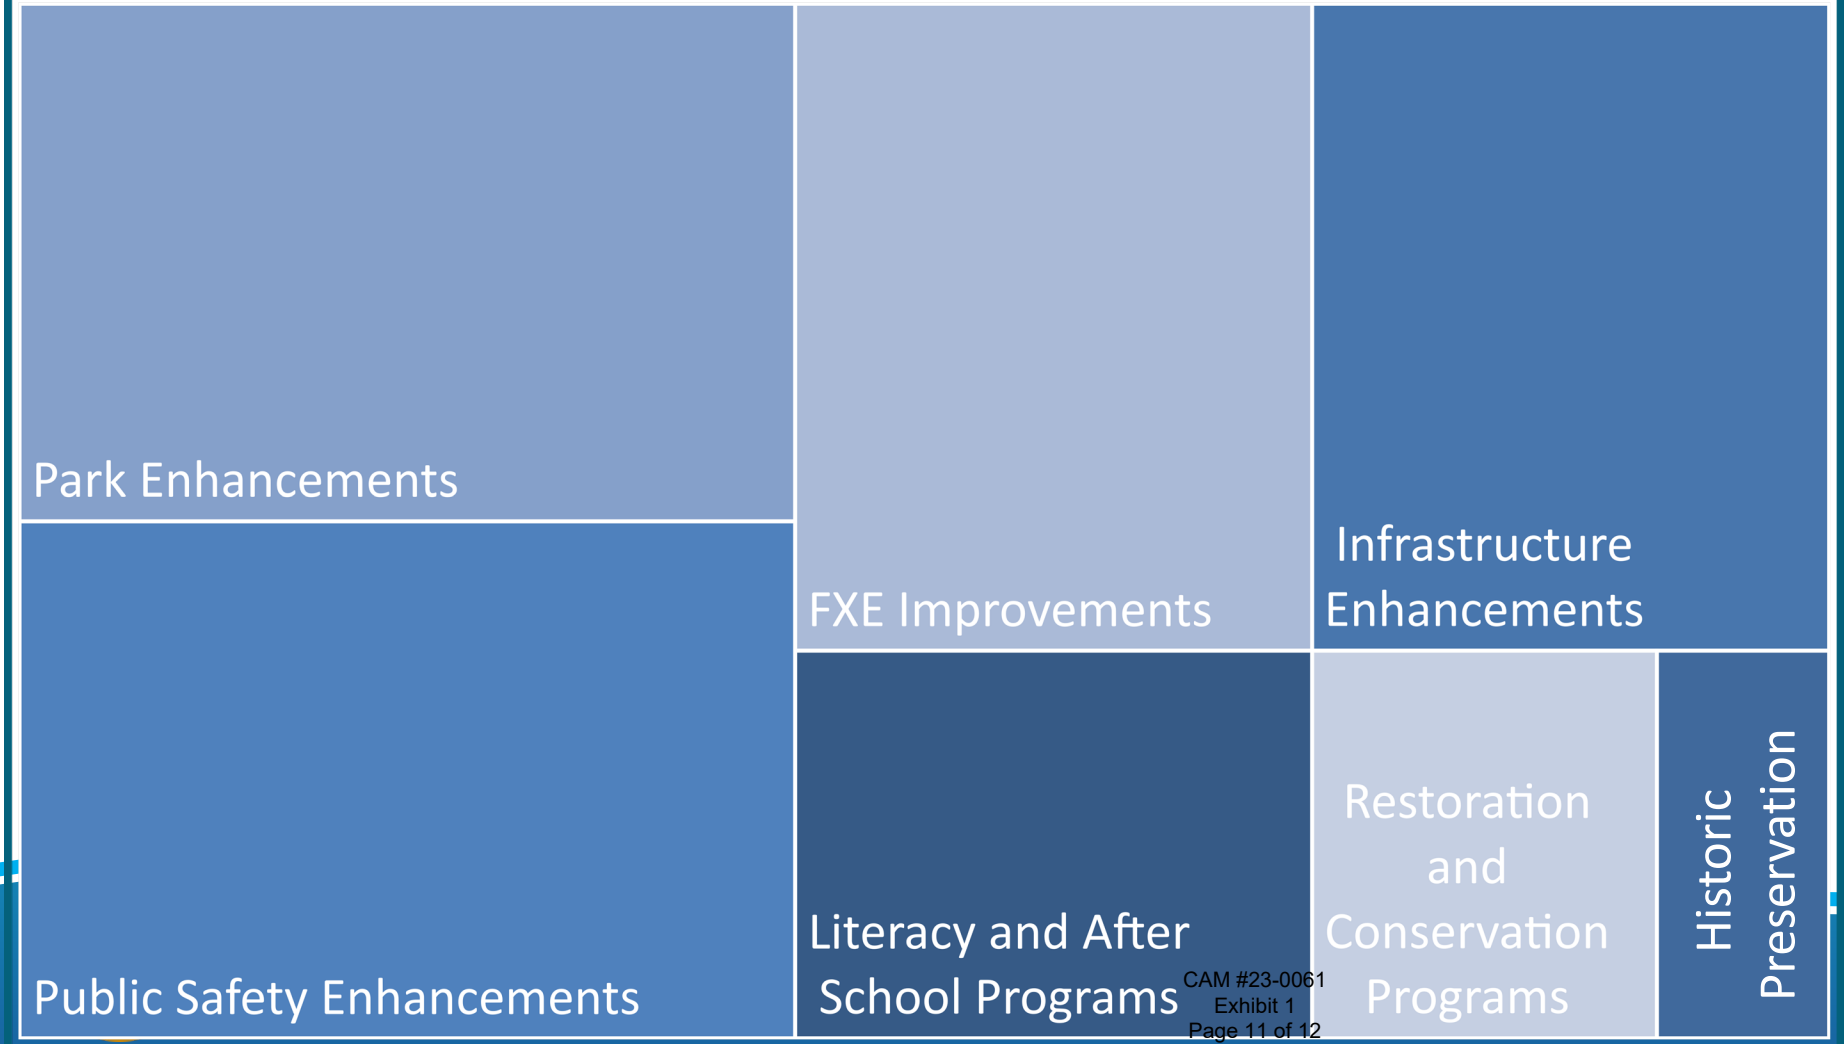 Park Enhancements
Public Safety Enhancements
FXE Improvements
Infrastructure
Enhancements
Literacy and After
School Programs
Restoration
and
Conservation
Programs
Historic
Preservation
CAM #23-0061
Exhibit 1
Page 11 of 12